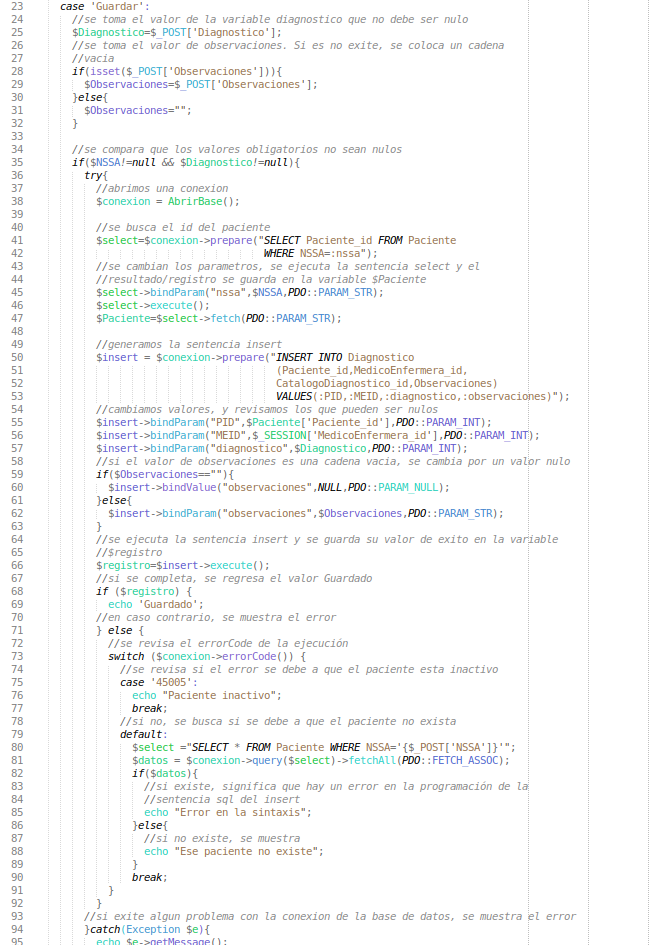 23 case 'Guardar':
24 //se toma el valor de la variable diagnostico que no debe ser nulo
25 $Diagnostico=$_POST['Diagnostico'];
26 //se toma el valor de observaciones. Si es no exite, se coloca un cadena
27 //vacia
28 if(isset($_POST['Observaciones'])){
29 $Observaciones=$_POST['Observaciones'];
30 }else{
31 $Observaciones="";
32 }
33
34 //se compara que los valores obligatorios no sean nulos
35 if($NSSA!=null && $Diagnostico!=null){
36 try{
37 //abrimos una conexion
38 $conexion = AbrirBase();
39
40 //se busca el id del paciente
41 $select=$conexion->prepare("SELECT Paciente_id FROM Paciente
42 WHERE NSSA=:nssa");
43 //se cambian los parametros, se ejecuta la sentencia select y el
44 //resultado/registro se guarda en la variable $Paciente
45 $select->bindParam("nssa",$NSSA,PDO::PARAM_STR);
46 $select->execute();
47 $Paciente=$select->fetch(PDO::PARAM_STR);
48
49 //generamos la sentencia insert
50 $insert = $conexion->prepare("INSERT INTO Diagnostico
51 (Paciente_id,MedicoEnfermera_id,
52 CatalogoDiagnostico_id,Observaciones)
53 VALUES(:PID,:MEID,:diagnostico,:observaciones)");
54 //cambiamos valores, y revisamos los que pueden ser nulos
55 $insert->bindParam("PID",$Paciente['Paciente_id'],PDO::PARAM_INT);
56 $insert->bindParam("MEID",$_SESSION['MedicoEnfermera_id'],PDO::PARAM_INT);
57 $insert->bindParam("diagnostico",$Diagnostico,PDO::PARAM_INT);
58 //si el valor de observaciones es una cadena vacia, se cambia por un valor nulo
59 if($Observaciones==""){
60 $insert->bindValue("observaciones",NULL,PDO::PARAM_NULL);
61 }else{
62 $insert->bindParam("observaciones",$Observaciones,PDO::PARAM_STR);
63 }
64 //se ejecuta la sentencia insert y se guarda su valor de exito en la variable
65 //$registro
66 $registro=$insert->execute();
67 //si se completa, se regresa el valor Guardado
68 if ($registro) {
69 echo 'Guardado';
70 //en caso contrario, se muestra el error
71 } else {
72 //se revisa el errorCode de la ejecución
73 switch ($conexion->errorCode()) {
74 //se revisa si el error se debe a que el paciente esta inactivo
75 case '45005':
76 echo "Paciente inactivo";
77 break;
78 //si no, se busca si se debe a que el paciente no exista
79 default:
80 $select ="SELECT * FROM Paciente WHERE NSSA='{$_POST['NSSA']}'";
81 $datos = $conexion->query($select)->fetchAll(PDO::FETCH_ASSOC);
82 if($datos){
83 //si existe, significa que hay un error en la programación de la
84 //sentencia sql del insert
85 echo "Error en la sintaxis";
86 }else{
87 //si no existe, se muestra
88 echo "Ese paciente no existe";
89 }
90 break;
91 }
92 }
93 //si exite algun problema con la conexion de la base de datos, se muestra el error
94 }catch(Exception $e){
95 echo $e->getMessage();